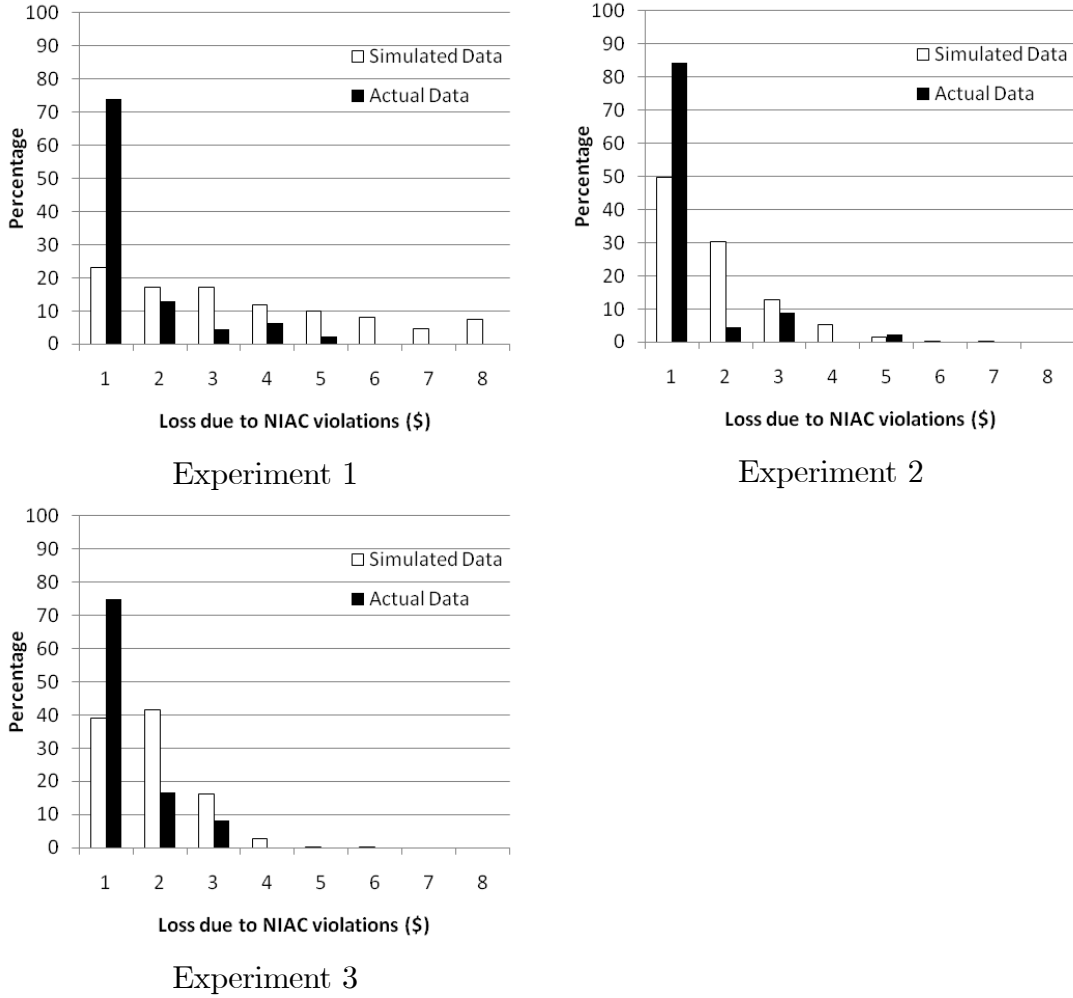 100
90
80
70
60
50
40
30
20
10
0
Percentage
Simulated Data
Actual Data
1 2 3 4 5 6 7 8
Loss due to NIAC violations ($)
Experiment 1
100
90
80
70
60
50
40
30
20
10
0
Percentage
Simulated Data
Actual Data
1 2 3 4 5 6 7 8
Loss due to NIAC violations ($)
Experiment 2
100
90
80
70
60
50
40
30
20
10
0
Percentage
Simulated Data
Actual Data
1 2 3 4 5 6 7 8
Loss due to NIAC violations ($)
Experiment 3